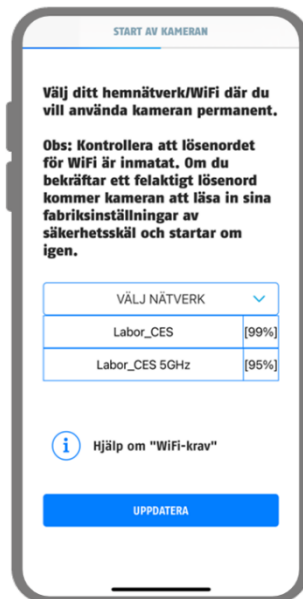 START AV KAMERAN
Välj ditt hemnätverk/WiFi där du
vill använda kameran permanent.
Obs: Kontrollera att lösenordet
för WiFi är inmatat. Om du
bekräftar ett felaktigt lösenord
kommer kameran att läsa in sina
fabriksinställningar av
säkerhetsskäl och startar om
igen.
VÄLJ NÄTVERK
Labor_CES [99%]
Labor_CES 5GHz [95%]
Hjälp om "WiFi-krav"
UPPDATERA